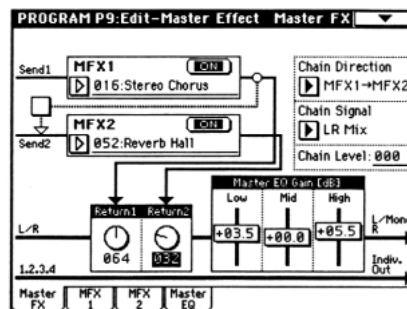 PROGRAM P9:Edit-Master Effect Master FX
Send1
MFX1 ON
016:Stereo Chorus
Send2
MFX2 ON
052:Reverb Hall
Chain Direction
MFX1→MFX2
Chain Signal
LR Mix
Chain Level: 000
L/R
Return1 Return2
064 032
Master EQ Gain [dB]
Low Mid High
+03.5 +00.0 +05.5
L/Mono
R
1.2.3.4
Indiv.
Out
Master FX
MFX 1
MFX 2
Master EQ